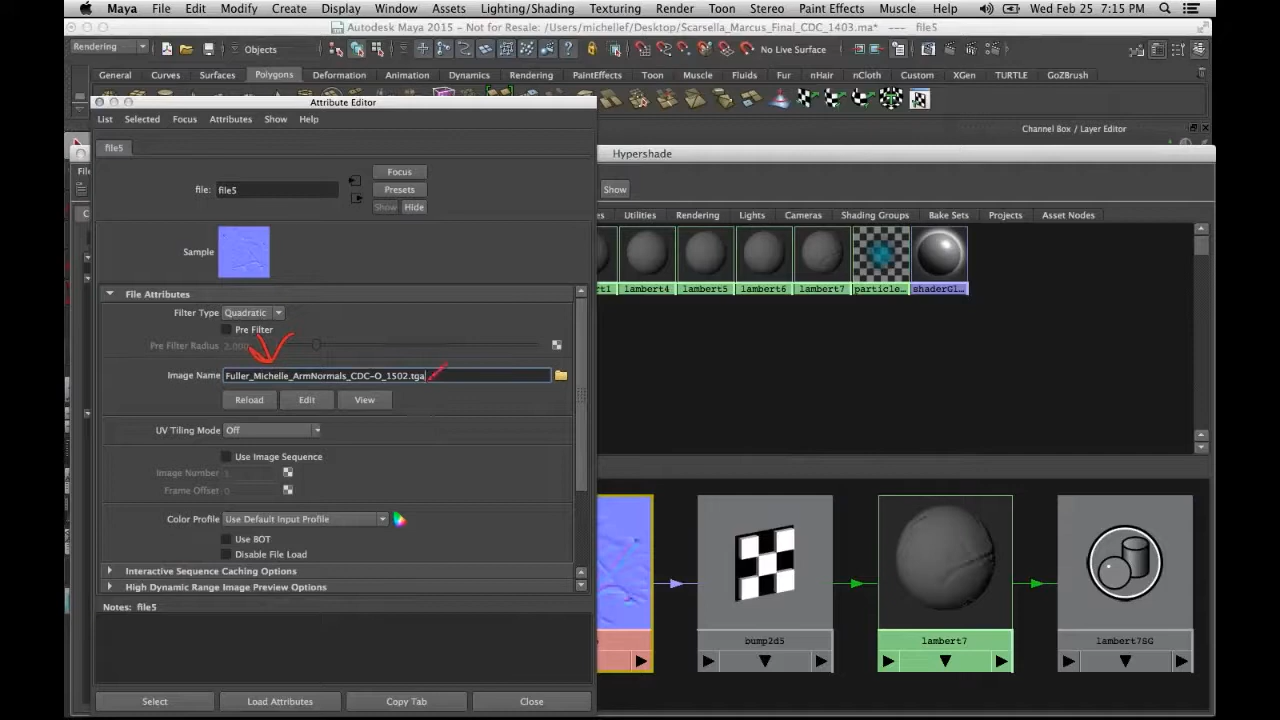 Maya File Edit Modify Create Display Window Assets Lighting/Shading Texturing Render Toon Stereo Paint Effects Muscle Help Wed Feb 25 7:15 PM
Autodesk Maya 2015 - Not for Resale: /Users/michellef/Desktop/Scarsella_Marcus_Final_CDC_1403.ma* --- file5
Rendering Objects No Live Surface
General Curves Surfaces Polygons Deformation Animation Dynamics Rendering PaintEffects Toon Muscle Fluids Fur nHair nCloth Custom XGen TURTLE GoZBrush
Attribute Editor
List Selected Focus Attributes Show Help
Channel Box / Layer Editor
Hypershade
file5
Focus
file: file5
Presets
Show Hide
Show
Utilities Rendering Lights Cameras Shading Groups Bake Sets Projects Asset Nodes
Sample
lambert4 lambert5 lambert6 lambert7 particle... shaderGl...
File Attributes
Filter Type Quadratic
Pre Filter
Pre Filter Radius 2.000
Image Name Fuller_Michelle_ArmNormals_CDC-O_1502.tga
Reload Edit View
UV Tiling Mode Off
Use Image Sequence
Image Number 1
Frame Offset 0
Color Profile Use Default Input Profile
Use BOT
Disable File Load
Interactive Sequence Caching Options
High Dynamic Range Image Preview Options
Notes: file5
bump2d5 lambert7 lambert7SG
Select Load Attributes Copy Tab Close